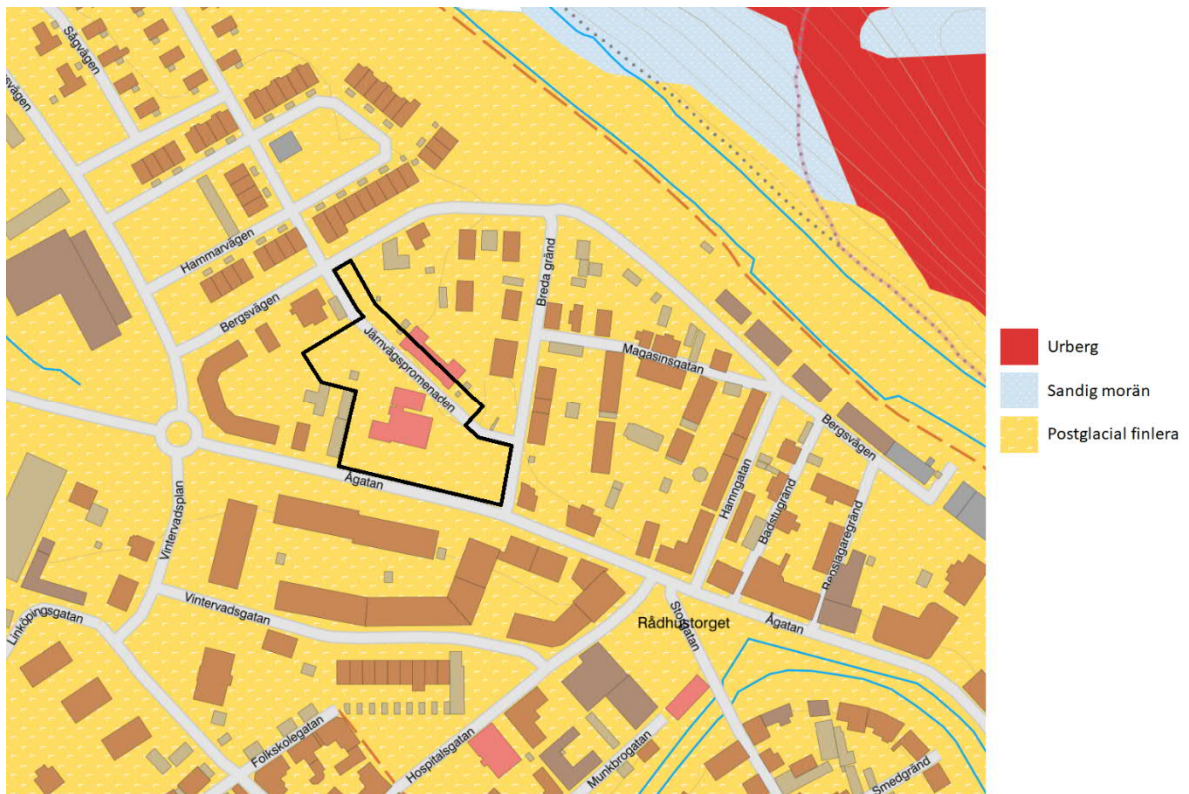 Sågvägen
svägen
Hammarvägen
Bergsvägen
Breda gränd
Järnvägspromenaden
Magasinsgatan
Bergsvägen
Hamngatan
Badstugränd
Repslagaregränd
Ågatan
Vintervadsplan
Linköpingsgatan
Vintervadsgatan
Rådhustorget
Storgatan
Ågatan
Folkskolegatan
Hospitalsgatan
Munkbrogatan
Smedgränd
Urberg
Sandig morän
Postglacial finlera